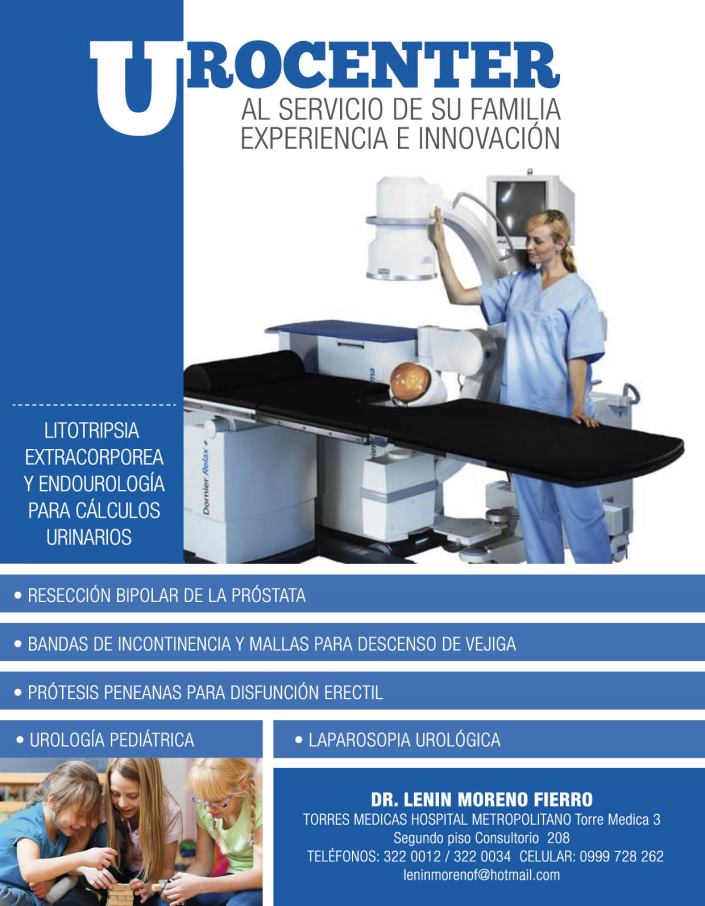 UROCENTER
AL SERVICIO DE SU FAMILIA
EXPERIENCIA E INNOVACIÓN
LITOTRIPSIA
EXTRACORPOREA
Y ENDOUROLOGÍA
PARA CÁLCULOS
URINARIOS
Dornier Relax+
• RESECCIÓN BIPOLAR DE LA PRÓSTATA
• BANDAS DE INCONTINENCIA Y MALLAS PARA DESCENSO DE VEJIGA
• PRÓTESIS PENEANAS PARA DISFUNCIÓN ERECTIL
• UROLOGÍA PEDIÁTRICA
• LAPAROSOPIA UROLÓGICA
DR. LENIN MORENO FIERRO
TORRES MEDICAS HOSPITAL METROPOLITANO Torre Medica 3
Segundo piso Consultorio 208
TELÉFONOS: 322 0012 / 322 0034 CELULAR: 0999 728 262
leninmorenof@hotmail.com